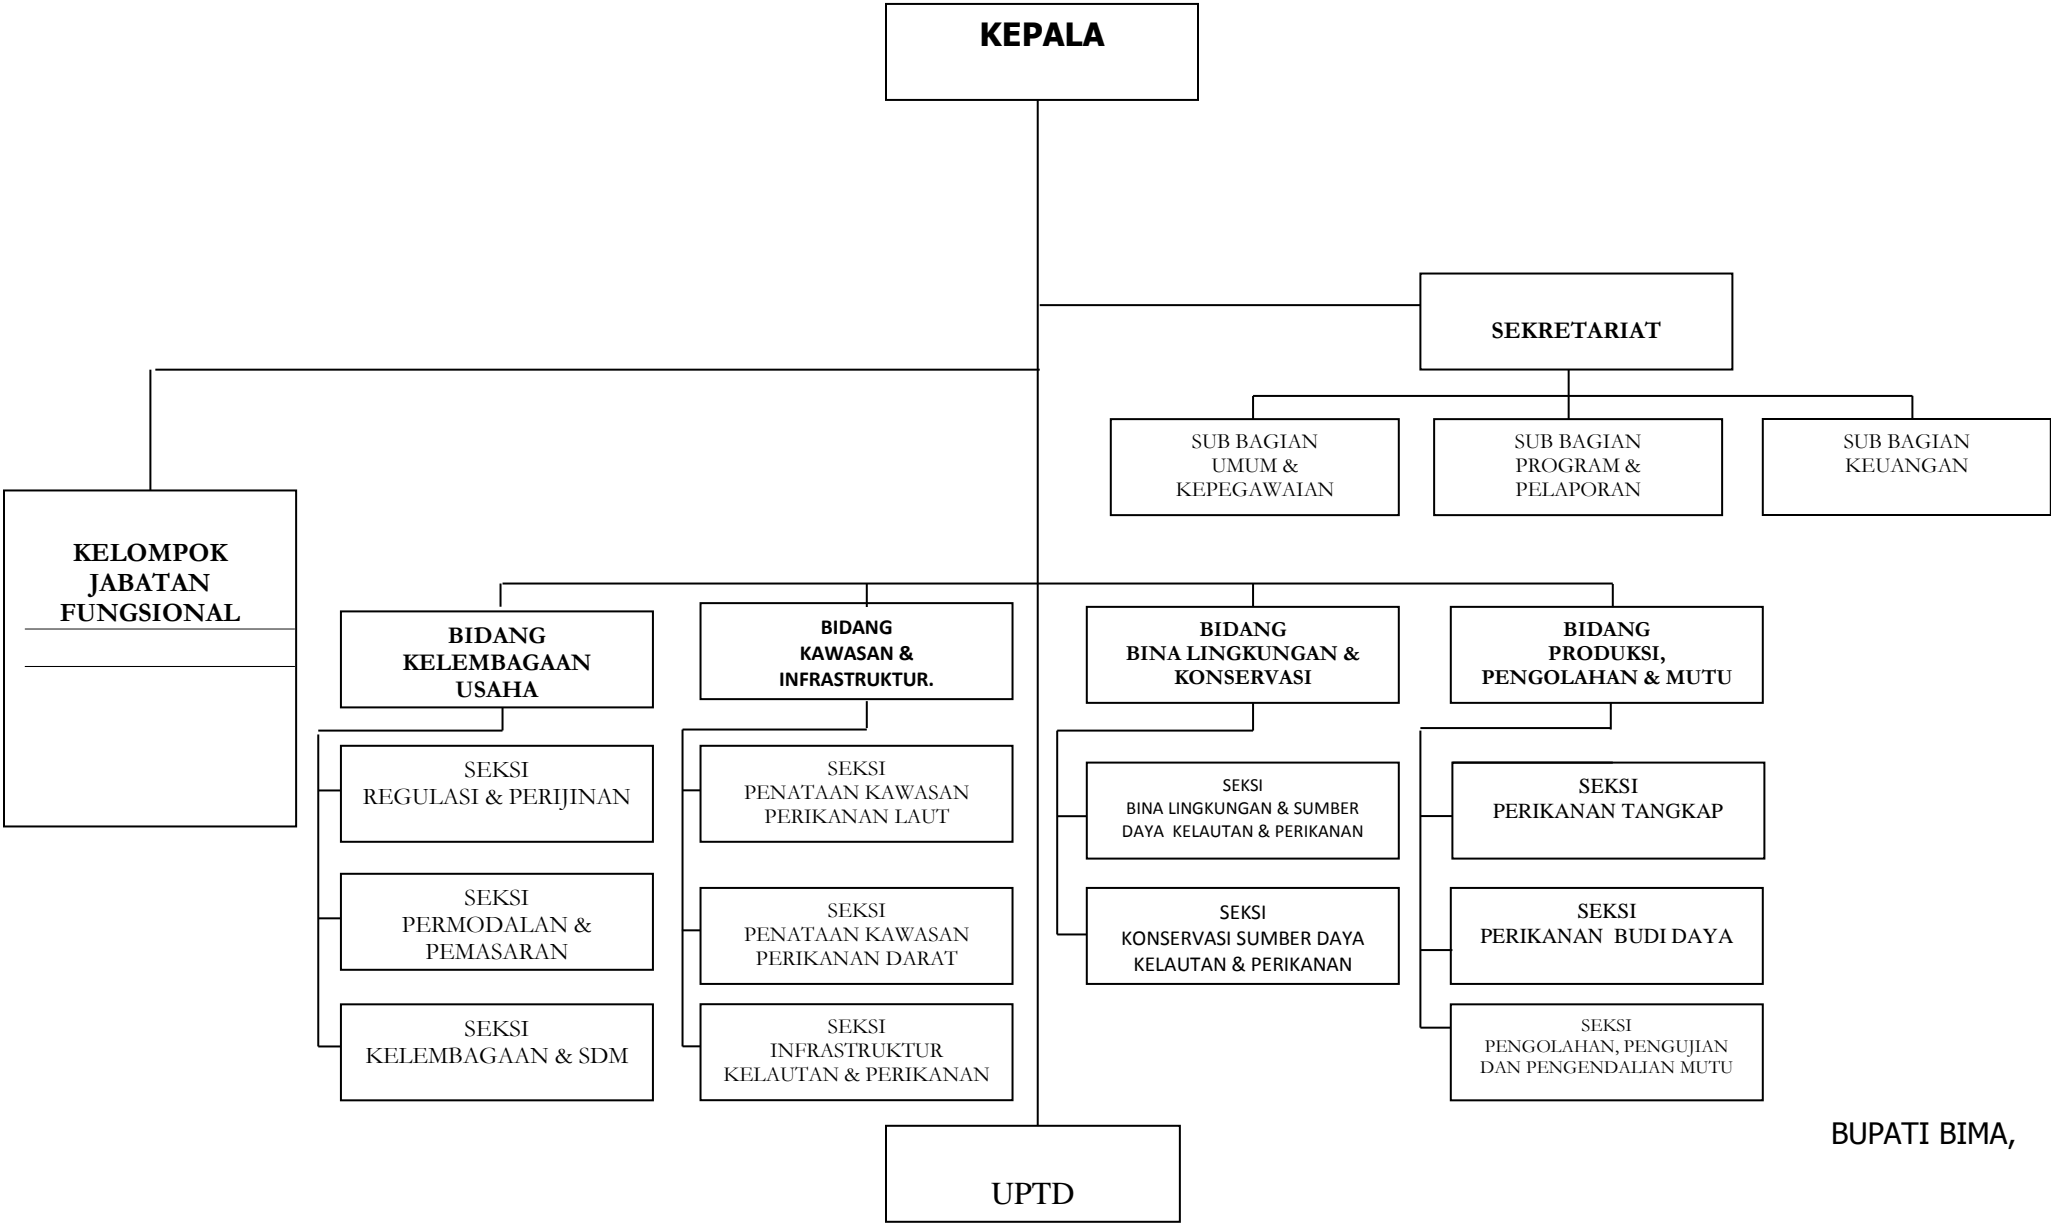 KEPALA
SEKRETARIAT
SUB BAGIAN
UMUM &
KEPEGAWAIAN
SUB BAGIAN
PROGRAM &
PELAPORAN
SUB BAGIAN
KEUANGAN
KELOMPOK
JABATAN
FUNGSIONAL
BIDANG
KELEMBAGAAN
USAHA
BIDANG
KAWASAN &
INFRASTRUKTUR.
BIDANG
BINA LINGKUNGAN &
KONSERVASI
BIDANG
PRODUKSI,
PENGOLAHAN & MUTU
SEKSI
REGULASI & PERIJINAN
SEKSI
PENATAAN KAWASAN
PERIKANAN LAUT
SEKSI
BINA LINGKUNGAN & SUMBER
DAYA KELAUTAN & PERIKANAN
SEKSI
PERIKANAN TANGKAP
SEKSI
PERMODALAN &
PEMASARAN
SEKSI
PENATAAN KAWASAN
PERIKANAN DARAT
SEKSI
KONSERVASI SUMBER DAYA
KELAUTAN & PERIKANAN
SEKSI
PERIKANAN BUDI DAYA
SEKSI
KELEMBAGAAN & SDM
SEKSI
INFRASTRUKTUR
KELAUTAN & PERIKANAN
SEKSI
PENGOLAHAN, PENGUJIAN
DAN PENGENDALIAN MUTU
BUPATI BIMA,
UPTD